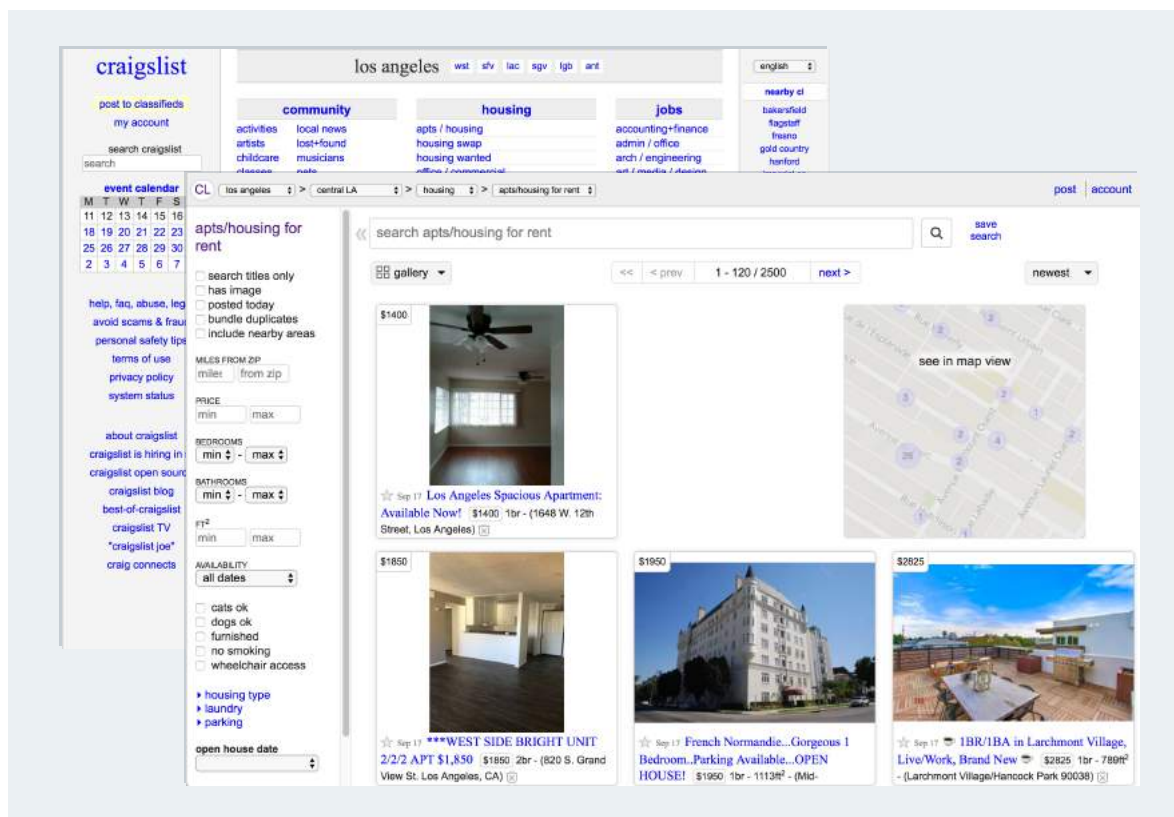 craigslist
post to classifieds
my account
search craigslist
search
event calendar
M T W T F S
11 12 13 14 15 16
18 19 20 21 22 23
25 26 27 28 29 30
2 3 4 5 6 7
help, faq, abuse, leg
avoid scams & frau
personal safety tips
terms of use
privacy policy
system status
about craigslist
craigslist is hiring in
craigslist open sourc
craigslist blog
best-of-craigslist
craigslist TV
"craigslist joe"
craig connects
los angeles wst sfv lac sgv lgb ant
community
activities local news
artists lost+found
childcare musicians
classes pets
housing
apts / housing
housing swap
housing wanted
office / commercial
jobs
accounting+finance
admin / office
arch / engineering
art / media / design
english
nearby cl
bakersfield
flagstaff
fresno
gold country
hanford
CL los angeles > central LA > housing > apts/housing for rent
post account
apts/housing for
rent
search titles only
has image
posted today
bundle duplicates
include nearby areas
MILES FROM ZIP
miles from zip
PRICE
min max
BEDROOMS
min - max
BATHROOMS
min - max
FT²
min max
AVAILABILITY
all dates
cats ok
dogs ok
furnished
no smoking
wheelchair access
housing type
laundry
parking
open house date
search apts/housing for rent
save
search
gallery
<< < prev 1 - 120 / 2500 next >
newest
$1400
Sep 17 Los Angeles Spacious Apartment:
Available Now! $1400 1br - (1648 W. 12th
Street, Los Angeles)
see in map view
$1850
Sep 17 ***WEST SIDE BRIGHT UNIT
2/2/2 APT $1,850 $1850 2br - (820 S. Grand
View St. Los Angeles, CA)
$1950
Sep 17 French Normandie...Gorgeous 1
Bedroom..Parking Available...OPEN
HOUSE! $1950 1br - 1113ft² - (Mid-
$2825
Sep 17 1BR/1BA in Larchmont Village,
Live/Work, Brand New $2825 1br - 789ft²
- (Larchmont Village/Hancock Park 90038)